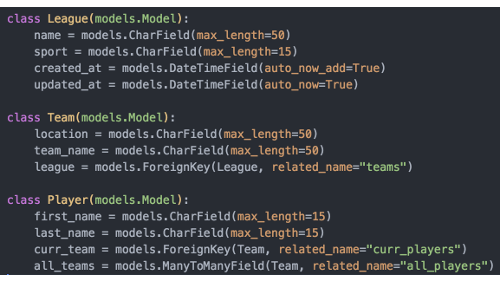 class League(models.Model):
    name = models.CharField(max_length=50)
    sport = models.CharField(max_length=15)
    created_at = models.DateTimeField(auto_now_add=True)
    updated_at = models.DateTimeField(auto_now=True)
class Team(models.Model):
    location = models.CharField(max_length=50)
    team_name = models.CharField(max_length=50)
    league = models.ForeignKey(League, related_name="teams")
class Player(models.Model):
    first_name = models.CharField(max_length=15)
    last_name = models.CharField(max_length=15)
    curr_team = models.ForeignKey(Team, related_name="curr_players")
    all_teams = models.ManyToManyField(Team, related_name="all_players")